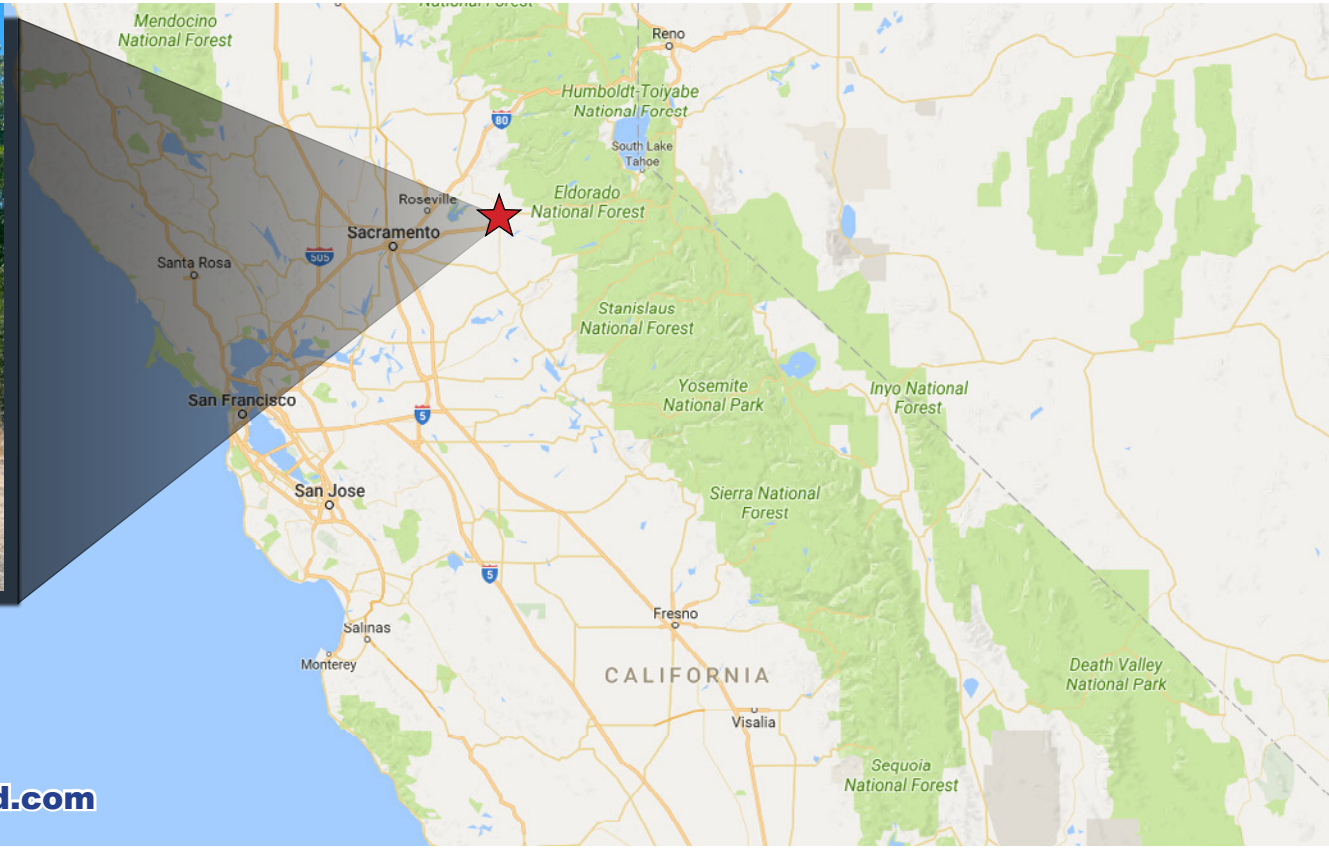 National Forest
Mendocino
National Forest
Reno
Humboldt-Toiyabe
National Forest
80
South Lake
Tahoe
Roseville
Eldorado
National Forest
Sacramento
505
Santa Rosa
Stanislaus
National Forest
Yosemite
National Park
Inyo National
Forest
San Francisco
5
San Jose
Sierra National
Forest
5
Fresno
Salinas
Monterey
CALIFORNIA
Death Valley
National Park
Visalia
Sequoia
National Forest
d.com